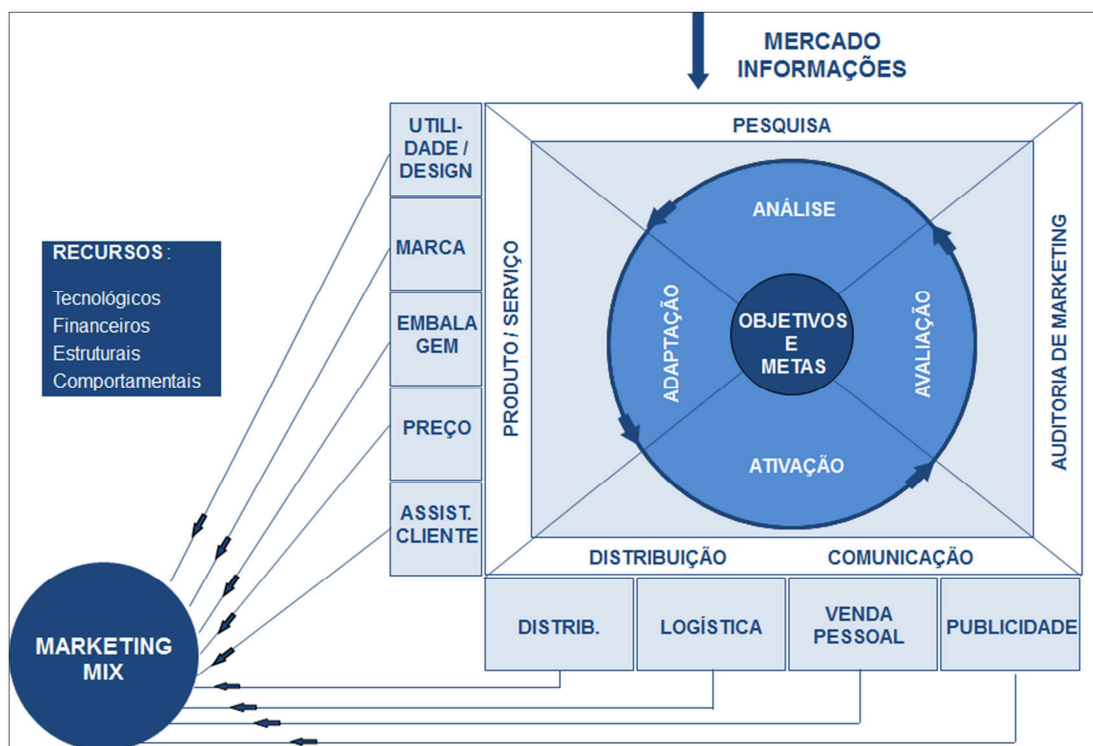 MERCADO
INFORMAÇÕES
PESQUISA
UTILI-
DADE /
DESIGN
MARCA
EMBALA
GEM
PREÇO
ASSIST.
CLIENTE
PRODUTO / SERVIÇO
ANÁLISE
ADAPTAÇÃO
OBJETIVOS
E
METAS
AVALIAÇÃO
ATIVAÇÃO
AUDITORIA DE MARKETING
RECURSOS :
Tecnológicos
Financeiros
Estruturais
Comportamentais
DISTRIBUIÇÃO
COMUNICAÇÃO
DISTRIB.
LOGÍSTICA
VENDA
PESSOAL
PUBLICIDADE
MARKETING
MIX